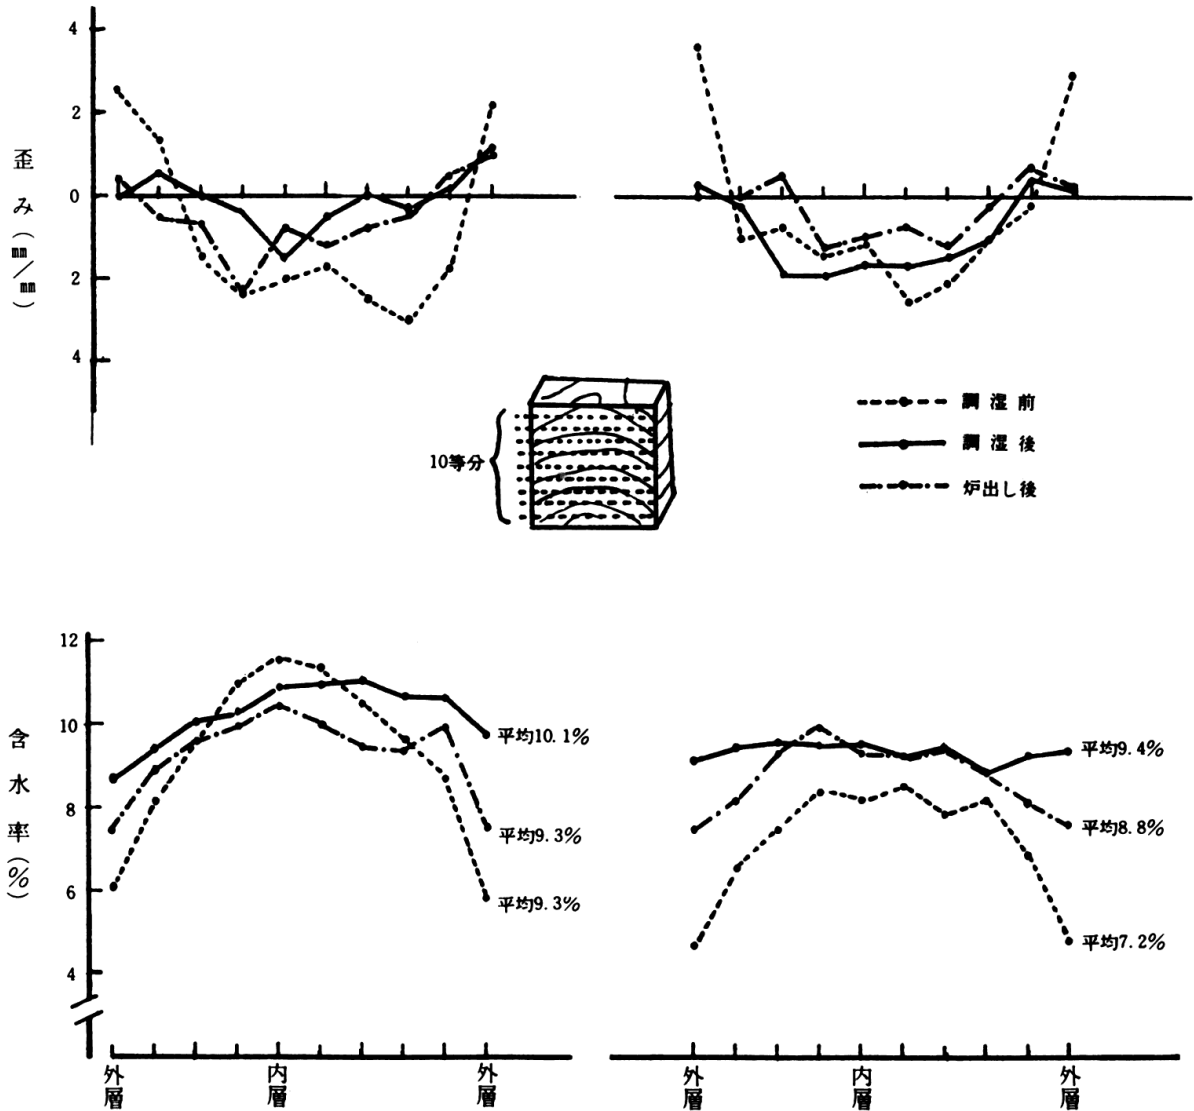 4
2
0
2
4
歪み(㎜/㎜)
10等分
調湿前
調湿後
炉出し後
12
10
8
6
4
含水率(%)
平均10.1%
平均9.3%
平均9.3%
平均9.4%
平均8.8%
平均7.2%
外層
内層
外層
外層
内層
外層